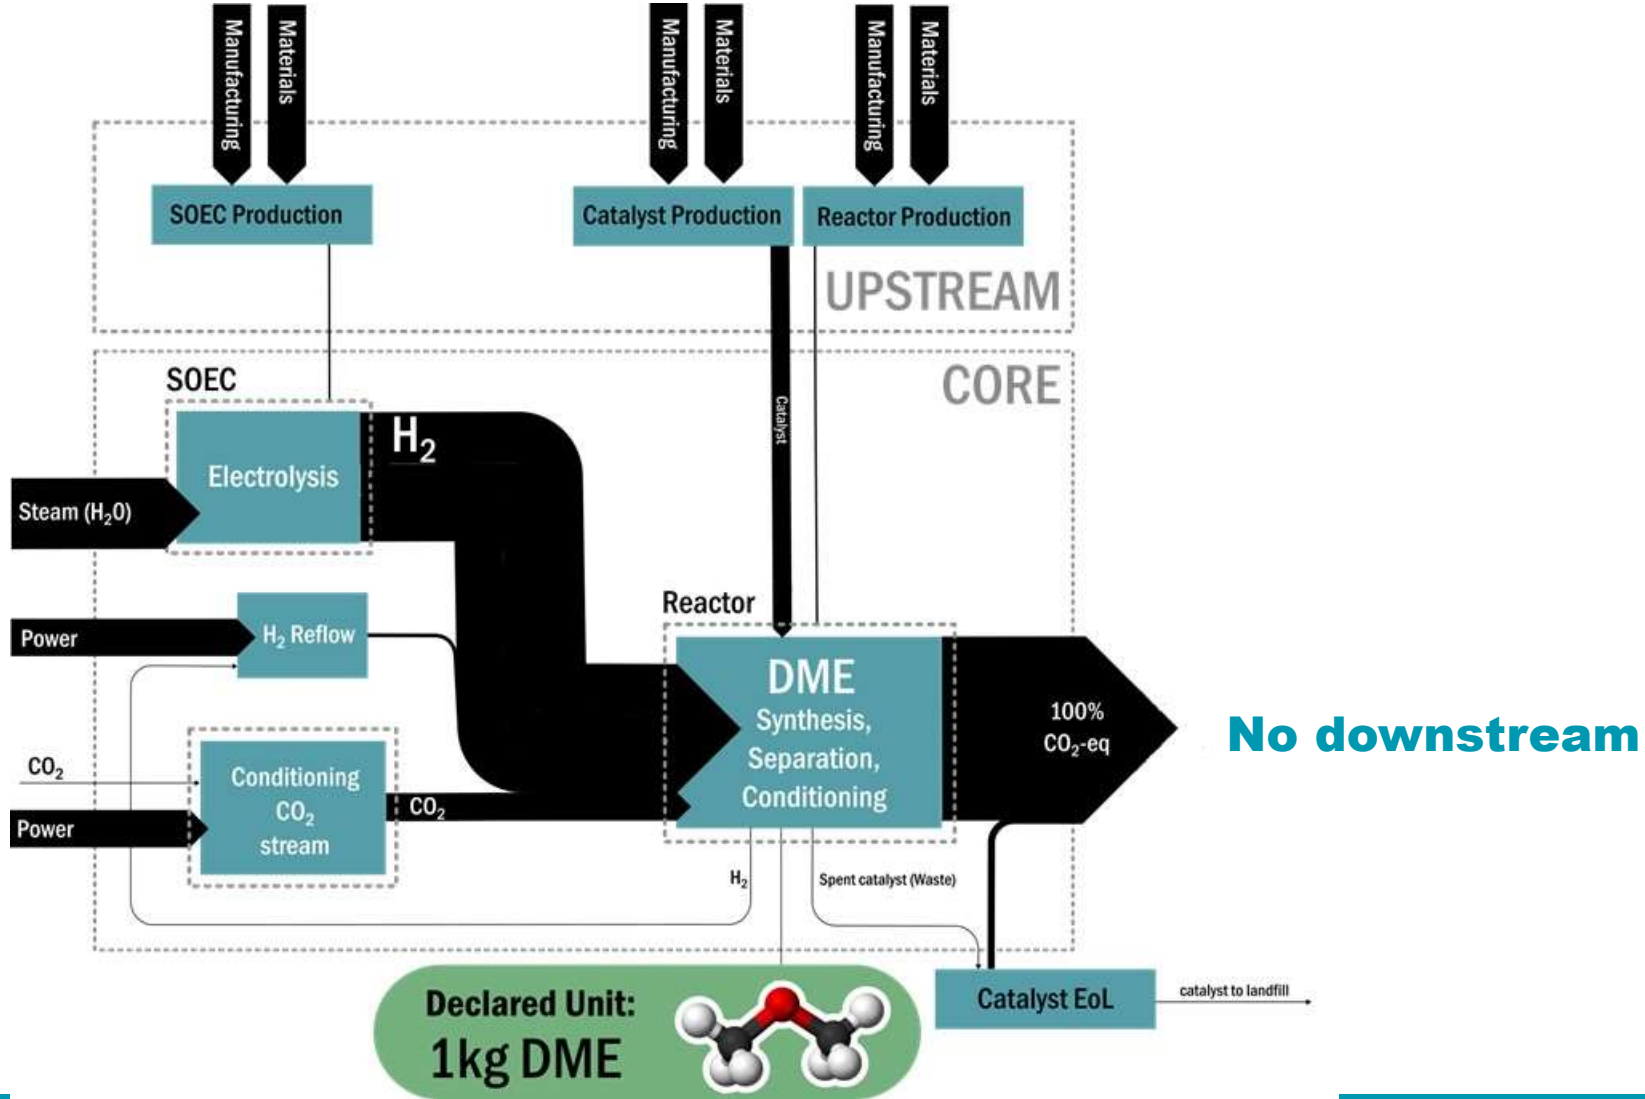 Manufacturing
Materials
Manufacturing
Materials
Manufacturing
Materials
SOEC Production
Catalyst Production
Reactor Production
UPSTREAM
CORE
SOEC
H₂
Electrolysis
Catalyst
Steam (H₂O)
Reactor
Power
H₂ Reflow
DME
Synthesis,
Separation,
Conditioning
100%
CO₂-eq
No downstream
CO₂
Conditioning
CO₂
stream
CO₂
Power
H₂
Spent catalyst (Waste)
Declared Unit:
1kg DME
Catalyst EoL
catalyst to landfill